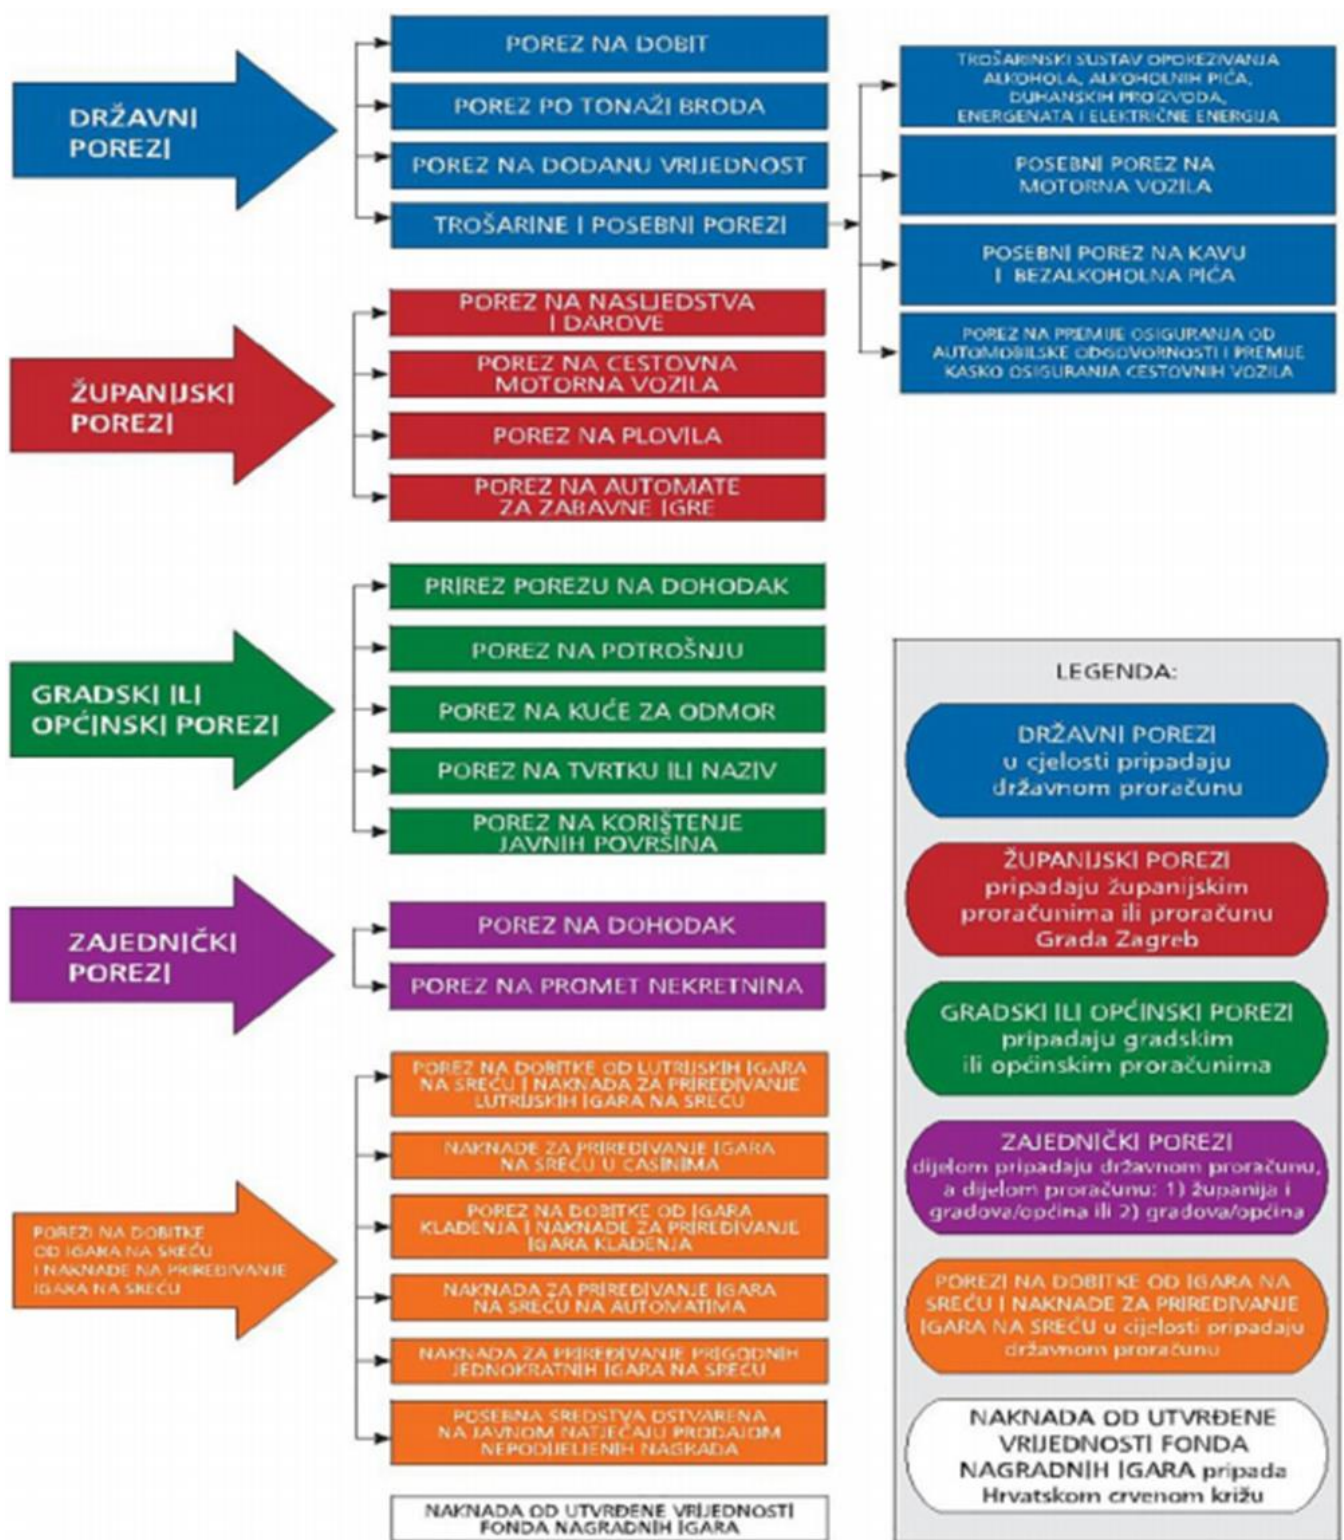 DRŽAVNI
POREZI
POREZ NA DOBIT
POREZ PO TONAŽI BRODA
POREZ NA DODANU VRIJEDNOST
TROŠARINE I POSEBNI POREZI
TROŠARINSKI SUSTAV OPOREZIVANJA
ALKOHOLA, ALKOHOLNIH PIĆA,
DUHANSKIH PROIZVODA,
ENERGENATA I ELEKTRIČNE ENERGIJA
POSEBNI POREZ NA
MOTORNA VOZILA
POSEBNI POREZ NA KAVU
I BEZALKOHOLNA PIĆA
POREZ NA PREMIJE OSIGURANJA OD
AUTOMOBILSKE ODGOVORNOSTI I PREMIJE
KASKO OSIGURANJA CESTOVNIH VOZILA
ŽUPANIJSKI
POREZI
POREZ NA NASLJEDSTVA
I DAROVE
POREZ NA CESTOVNA
MOTORNA VOZILA
POREZ NA PLOVILA
POREZ NA AUTOMATE
ZA ZABAVNE IGRE
GRADSKI ILI
OPĆINSKI POREZI
PRIREZ POREZU NA DOHODAK
POREZ NA POTROŠNJU
POREZ NA KUĆE ZA ODMOR
POREZ NA TVRTKU ILI NAZIV
POREZ NA KORIŠTENJE
JAVNIH POVRŠINA
ZAJEDNIČKI
POREZI
POREZ NA DOHODAK
POREZ NA PROMET NEKRETNINA
POREZI NA DOBITKE
OD IGARA NA SREĆU
I NAKNADE NA PRIREĐIVANJE
IGARA NA SREĆU
POREZ NA DOBITKE OD LUTRIJSKIH IGARA
NA SREĆU I NAKNADA ZA PRIREĐIVANJE
LUTRIJSKIH IGARA NA SREĆU
NAKNADE ZA PRIREĐIVANJE IGARA
NA SREĆU U CASINIMA
POREZ NA DOBITKE OD IGARA
KLAĐENJA I NAKNADE ZA PRIREĐIVANJE
IGARA KLAĐENJA
NAKNADA ZA PRIREĐIVANJE IGARA
NA SREĆU NA AUTOMATIMA
NAKNADA ZA PRIREĐIVANJE PRIGODNIH
JEDNOKRATNIH IGARA NA SREĆU
POSEBNA SREDSTVA OSTVARENA
NA JAVNOM NATJEČAJU PRODAJOM
NEPODIJELJENIH NAGRADA
NAKNADA OD UTVRĐENE VRIJEDNOSTI
FONDA NAGRADNIH IGARA
LEGENDA:
DRŽAVNI POREZI
u cjelosti pripadaju
državnom proračunu
ŽUPANIJSKI POREZI
pripadaju županijskim
proračunima ili proračunu
Grada Zagreb
GRADSKI ILI OPĆINSKI POREZI
pripadaju gradskim
ili općinskim proračunima
ZAJEDNIČKI POREZI
dijelom pripadaju državnom proračunu,
a dijelom proračunu: 1) županija i
gradova/općina ili 2) gradova/općina
POREZI NA DOBITKE OD IGARA NA
SREĆU I NAKNADE ZA PRIREĐIVANJE
IGARA NA SREĆU u cijelosti pripadaju
državnom proračunu
NAKNADA OD UTVRĐENE
VRIJEDNOSTI FONDA
NAGRADNIH IGARA pripada
Hrvatskom crvenom križu